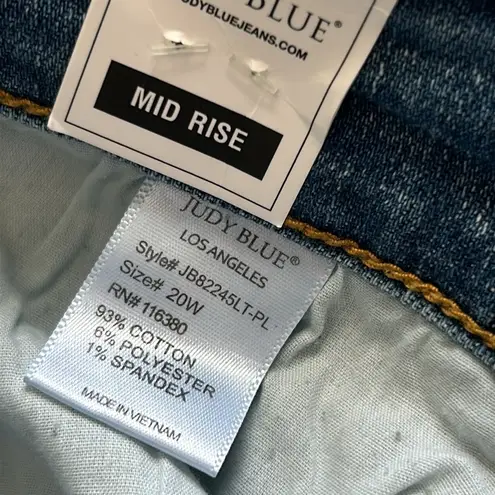 BLUE®
JUDYBLUEJEANS.COM
MID RISE
JUDY BLUE®
LOS ANGELES
Style# JB82245LT-PL
Size# 20W
RN# 116380
93% COTTON
6% POLYESTER
1% SPANDEX
MADE IN VIETNAM